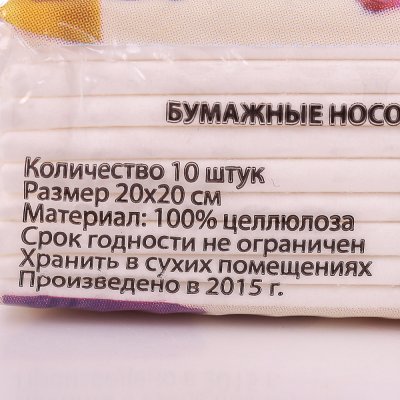 БУМАЖНЫЕ НОСО
Количество 10 штук
Размер 20х20 см
Материал: 100% целлюлоза
Срок годности не ограничен
Хранить в сухих помещениях
Произведено в 2015 г.